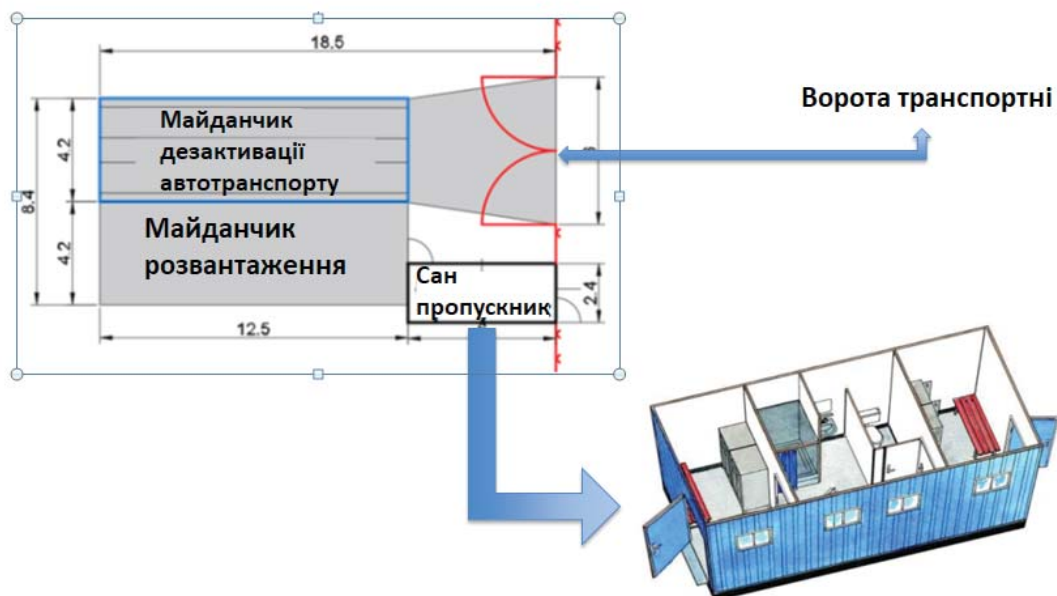 18.5
Ворота транспортні
Майданчик
дезактивації
автотранспорту
4.2
8.4
Майданчик
розвантаження
4.2
Сан
пропускник
2.4
12.5